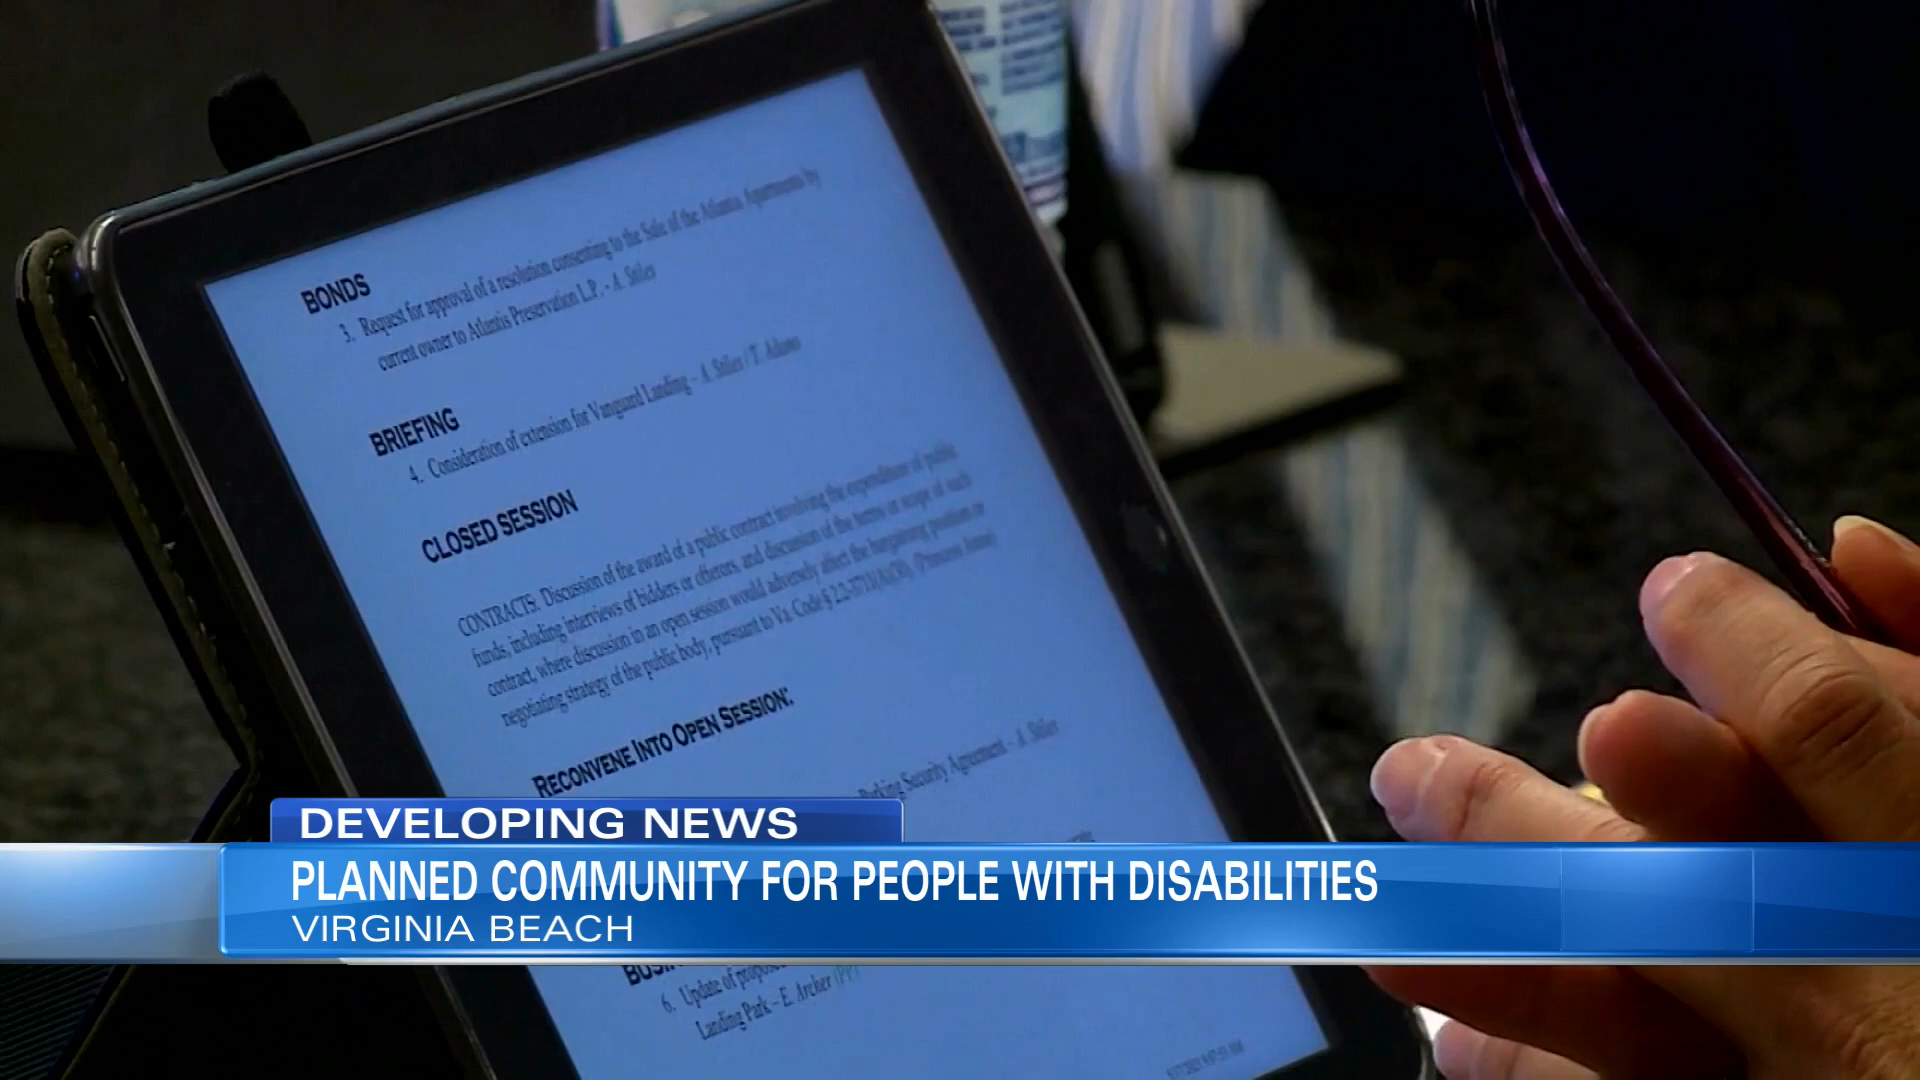 BONDS
3. Request for approval of a resolution consenting to the Sale of the Atlantis Apartments by
current owner to Atlantis Preservation L.P. - A. Stiles
BRIEFING
4. Consideration of extension for Vanguard Landing - A. Stiles / T. Adams
CLOSED SESSION
CONTRACTS: Discussion of the award of a public contract involving the expenditure of public
funds, including interviews of bidders or offerors, and discussion of the terms or scope of such
contract, where discussion in an open session would adversely affect the bargaining position or
negotiating strategy of the public body, pursuant to Va. Code § (Princess Anne)
RECONVENE INTO OPEN SESSION:
Parking Security Agreement - A. Stiles
DEVELOPING NEWS
PLANNED COMMUNITY FOR PEOPLE WITH DISABILITIES
VIRGINIA BEACH
6. Update of
Landing Park - E. Archer (PP)